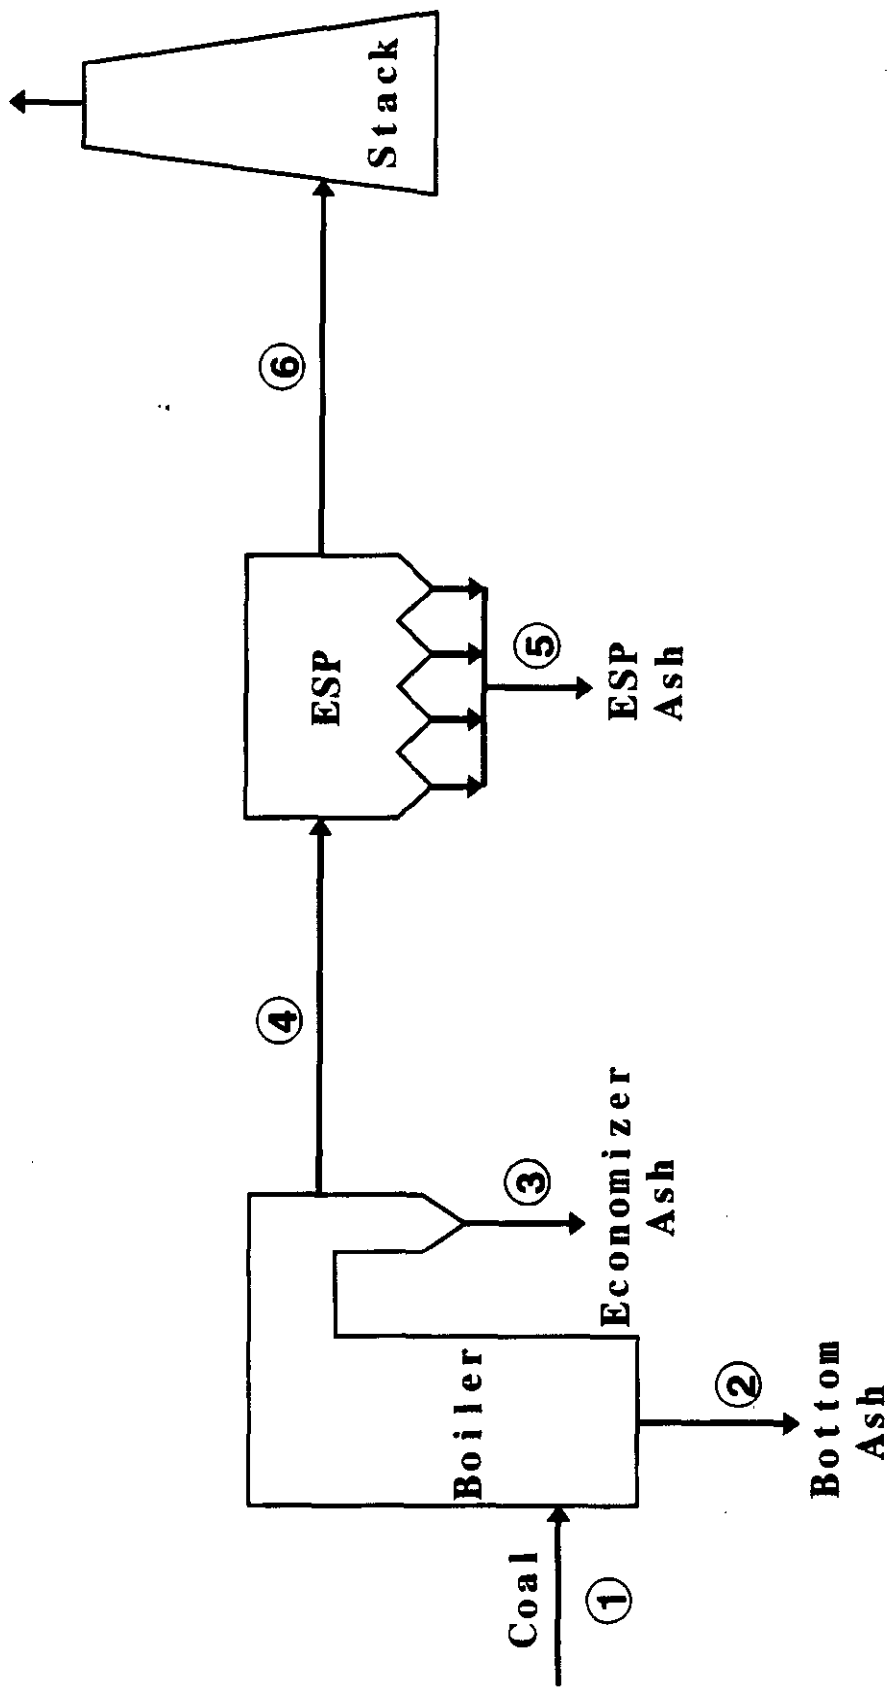 Coal
1
Boiler
2
Bottom
Ash
3
Economizer
Ash
4
ESP
5
ESP
Ash
6
Stack